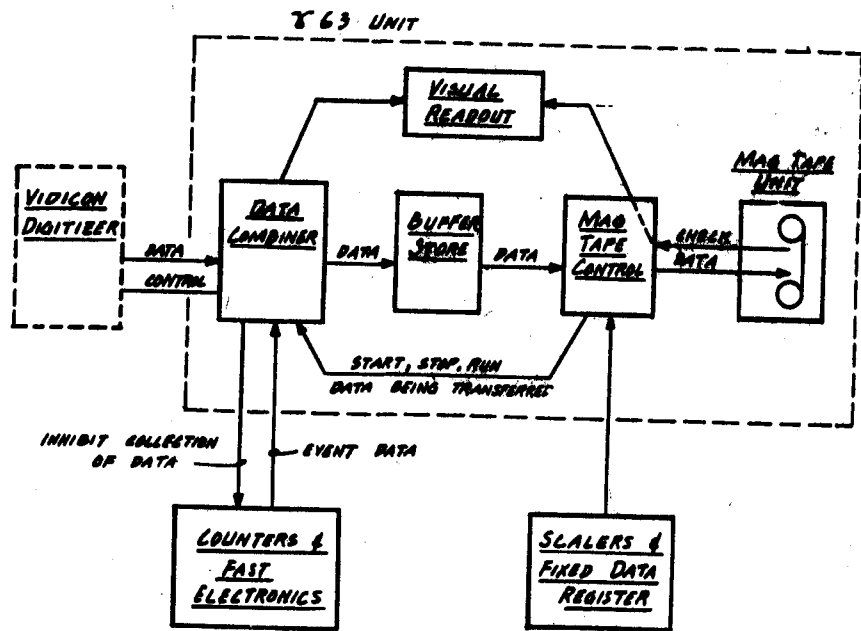 γ 63 UNIT
VISUAL
READOUT
MAG TAPE
UNIT
VIDICON
DIGITIZER
DATA
COMBINER
BUFFER
STORE
MAG
TAPE
CONTROL
CHECK
DATA
DATA
CONTROL
DATA
DATA
START, STOP, RUN
DATA BEING TRANSFERRED
INHIBIT COLLECTION
OF DATA
EVENT DATA
COUNTERS &
FAST
ELECTRONICS
SCALERS &
FIXED DATA
REGISTER